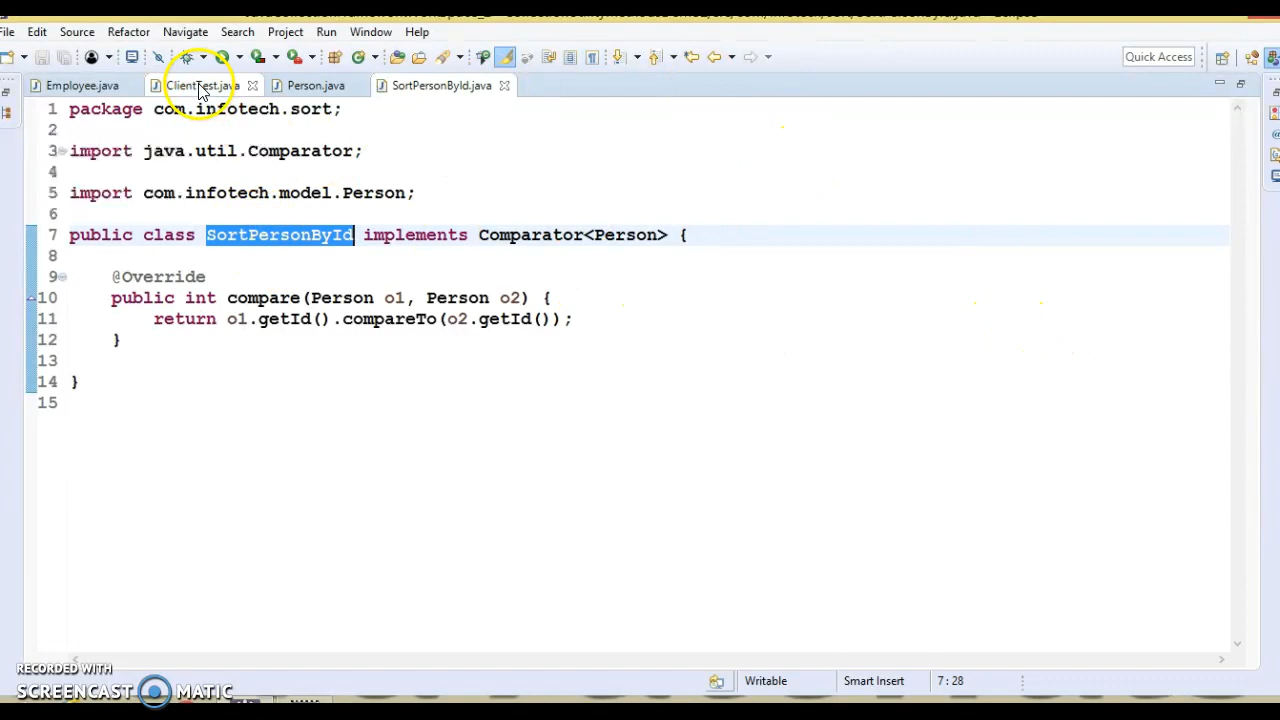 File Edit Source Refactor Navigate Search Project Run Window Help
Quick Access
Employee.java ClientTest.java Person.java SortPersonById.java
1 package com.infotech.sort;
2
3 import java.util.Comparator;
4
5 import com.infotech.model.Person;
6
7 public class SortPersonById implements Comparator<Person> {
8
9 @Override
10 public int compare(Person o1, Person o2) {
11 return o1.getId().compareTo(o2.getId());
12 }
13
14 }
15
RECORDED WITH
SCREENCAST MATIC
Writable Smart Insert 7 : 28